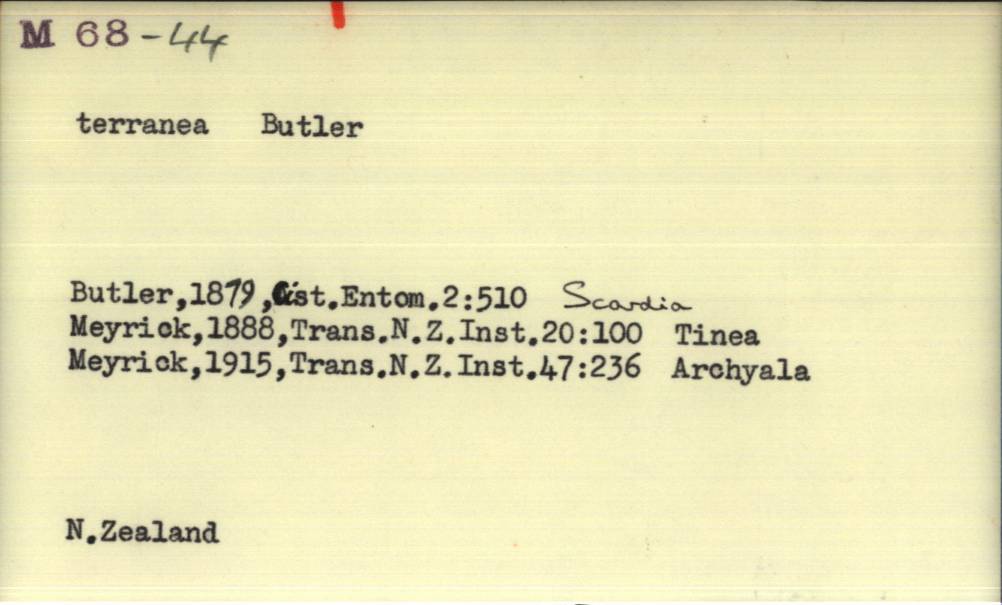 M 68-44
terranea Butler
Butler,1879,Cist.Entom.2:510 Scardia
Meyrick,1888,Trans.N.Z.Inst.20:100 Tinea
Meyrick,1915,Trans.N.Z.Inst.47:236 Archyala
N.Zealand